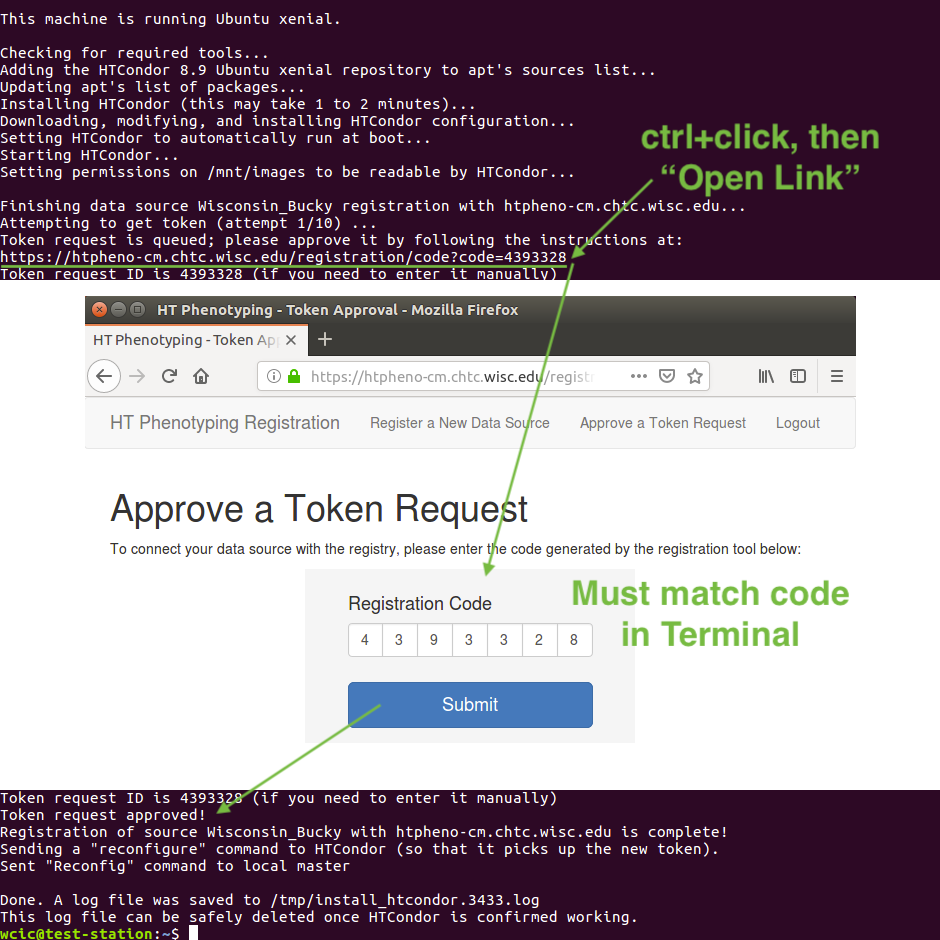 This machine is running Ubuntu xenial.
Checking for required tools...
Adding the HTCondor 8.9 Ubuntu xenial repository to apt's sources list...
Updating apt's list of packages...
Installing HTCondor (this may take 1 to 2 minutes)...
Downloading, modifying, and installing HTCondor configuration...
Setting HTCondor to automatically run at boot...
Starting HTCondor...
Setting permissions on /mnt/images to be readable by HTCondor...
ctrl+click, then
“Open Link”
Finishing data source Wisconsin_Bucky registration with htpheno-cm.chtc.wisc.edu...
Attempting to get token (attempt 1/10) ...
Token request is queued; please approve it by following the instructions at:
https://htpheno-cm.chtc.wisc.edu/registration/code?code=4393328
Token request ID is 4393328 (if you need to enter it manually)
HT Phenotyping - Token Approval - Mozilla Firefox
HT Phenotyping - Token App
https://htpheno-cm.chtc.wisc.edu/registr
HT Phenotyping Registration Register a New Data Source Approve a Token Request Logout
Approve a Token Request
To connect your data source with the registry, please enter the code generated by the registration tool below:
Registration Code
4 3 9 3 3 2 8
Submit
Must match code
in Terminal
Token request ID is 4393328 (if you need to enter it manually)
Token request approved!
Registration of source Wisconsin_Bucky with htpheno-cm.chtc.wisc.edu is complete!
Sending a "reconfigure" command to HTCondor (so that it picks up the new token).
Sent "Reconfig" command to local master
Done. A log file was saved to /tmp/install_htcondor.3433.log
This log file can be safely deleted once HTCondor is confirmed working.
wcic@test-station:~$